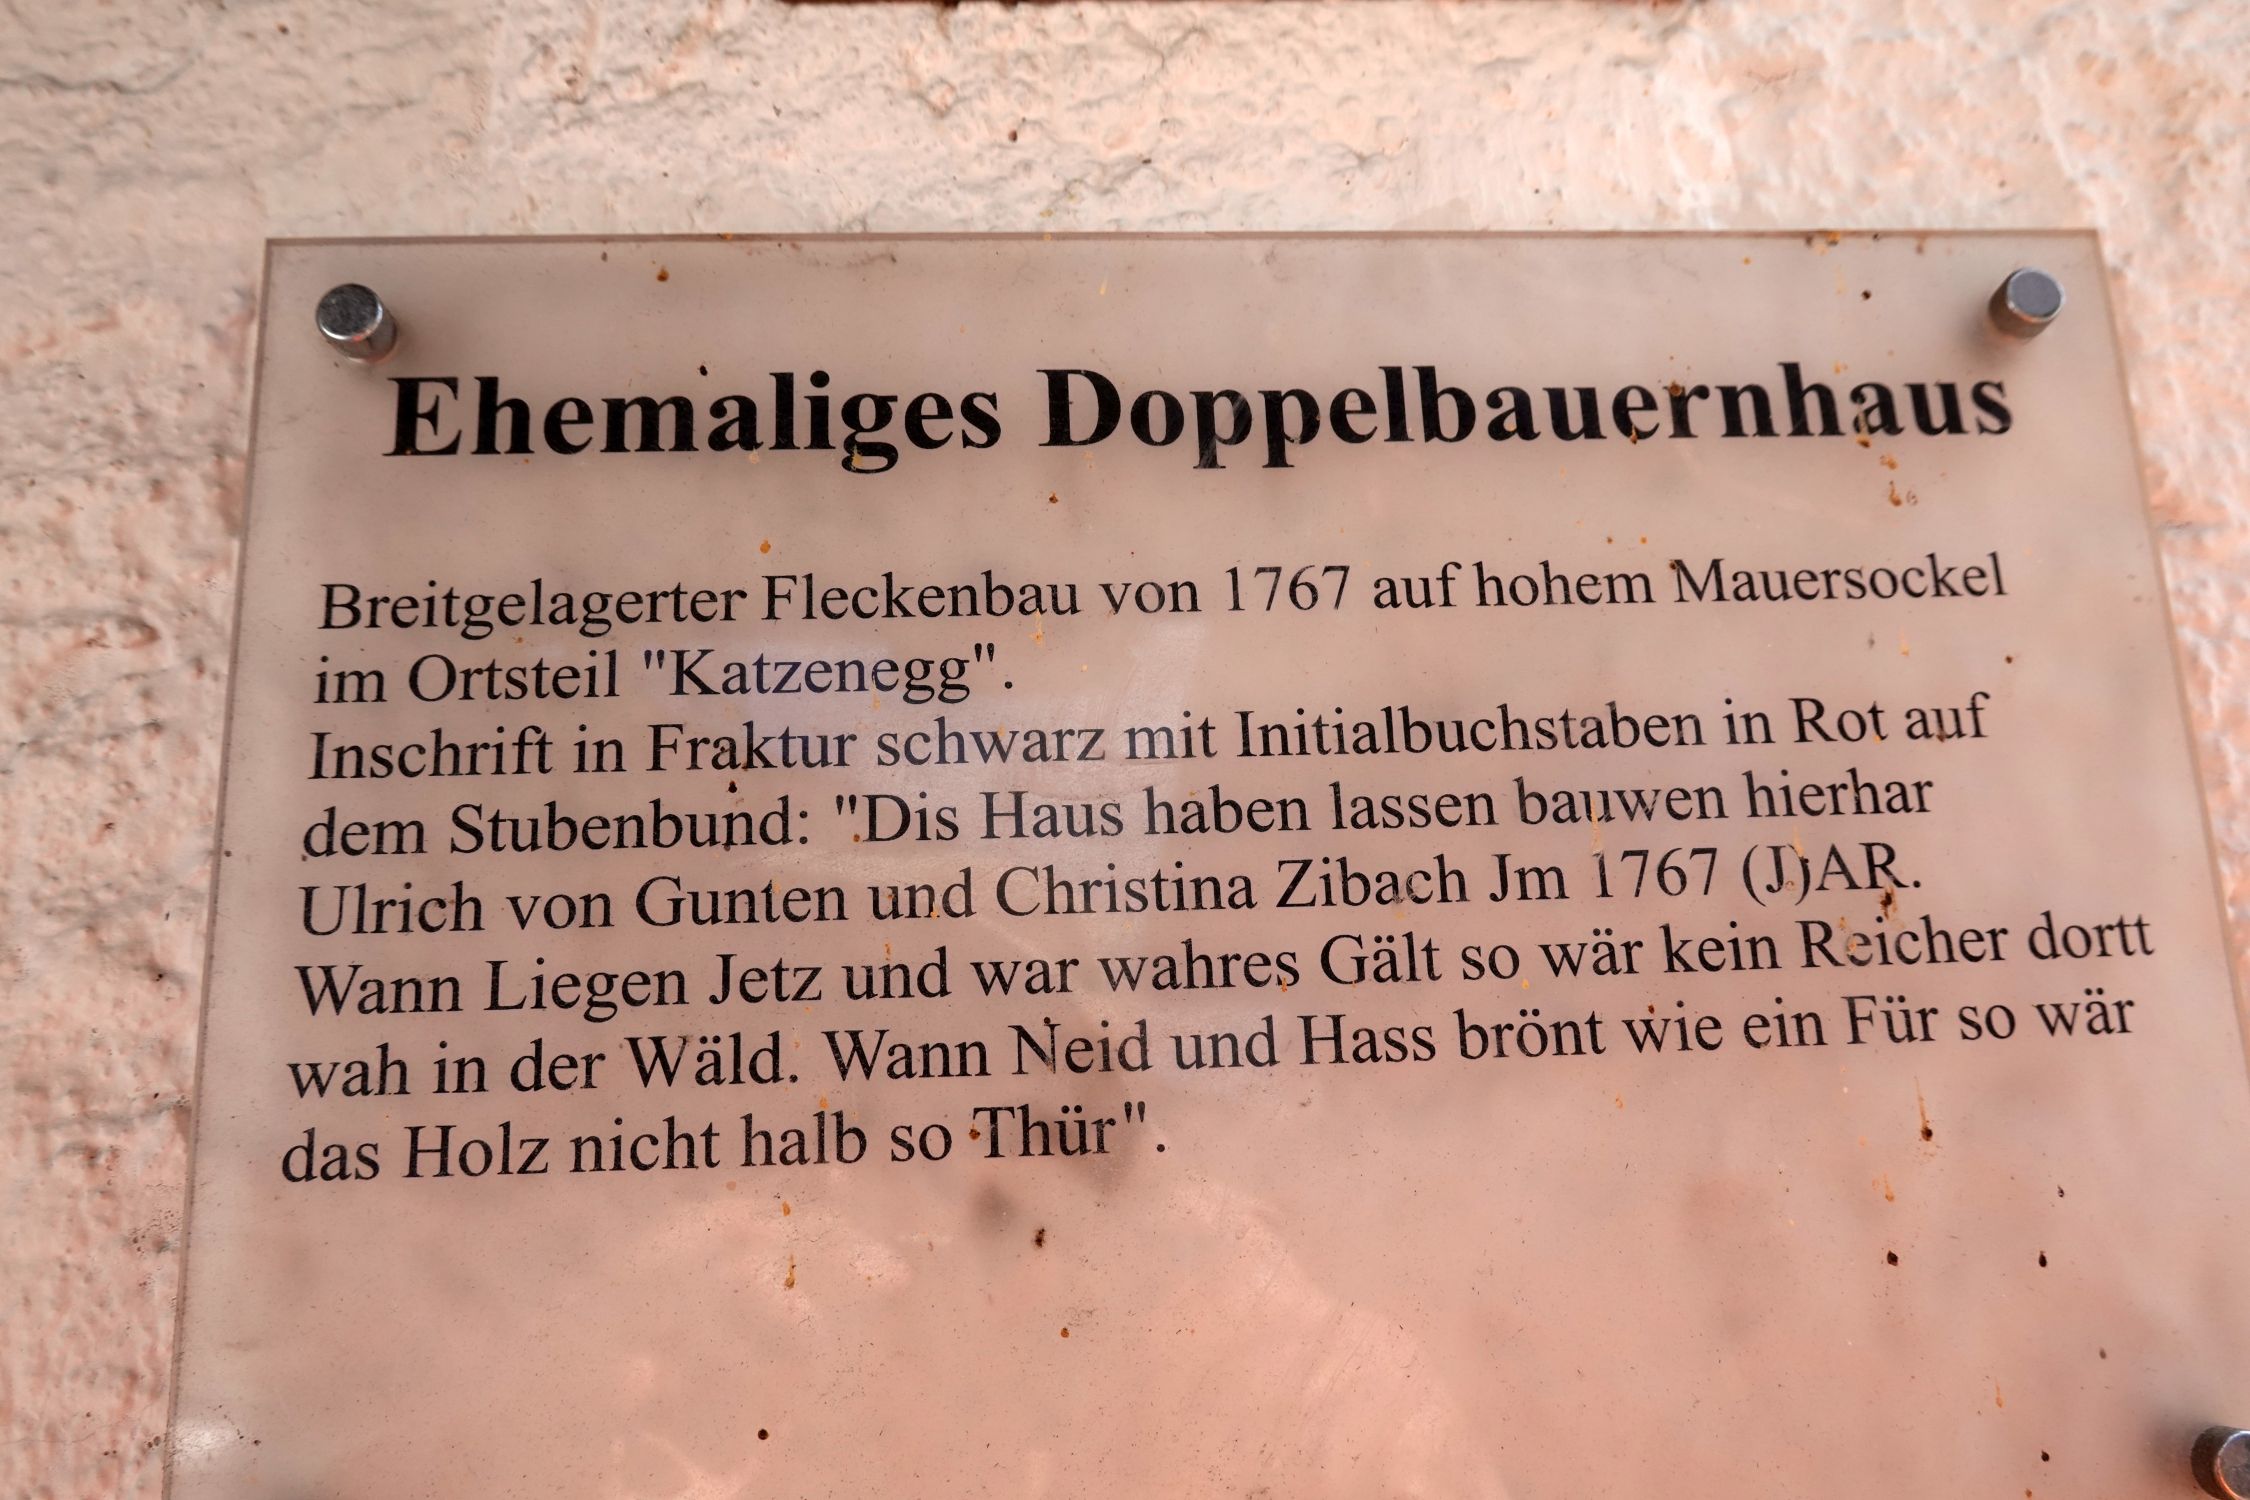 Ehemaliges Doppelbauernhaus
Breitgelagerter Fleckenbau von 1767 auf hohem Mauersockel
im Ortsteil "Katzenegg".
Inschrift in Fraktur schwarz mit Initialbuchstaben in Rot auf
dem Stubenbund: "Dis Haus haben lassen bauwen hierhar
Ulrich von Gunten und Christina Zibach Jm 1767 (J)AR.
Wann Liegen Jetz und war wahres Gält so wär kein Reicher dortt
wah in der Wäld. Wann Neid und Hass brönt wie ein Für so wär
das Holz nicht halb so Thür".